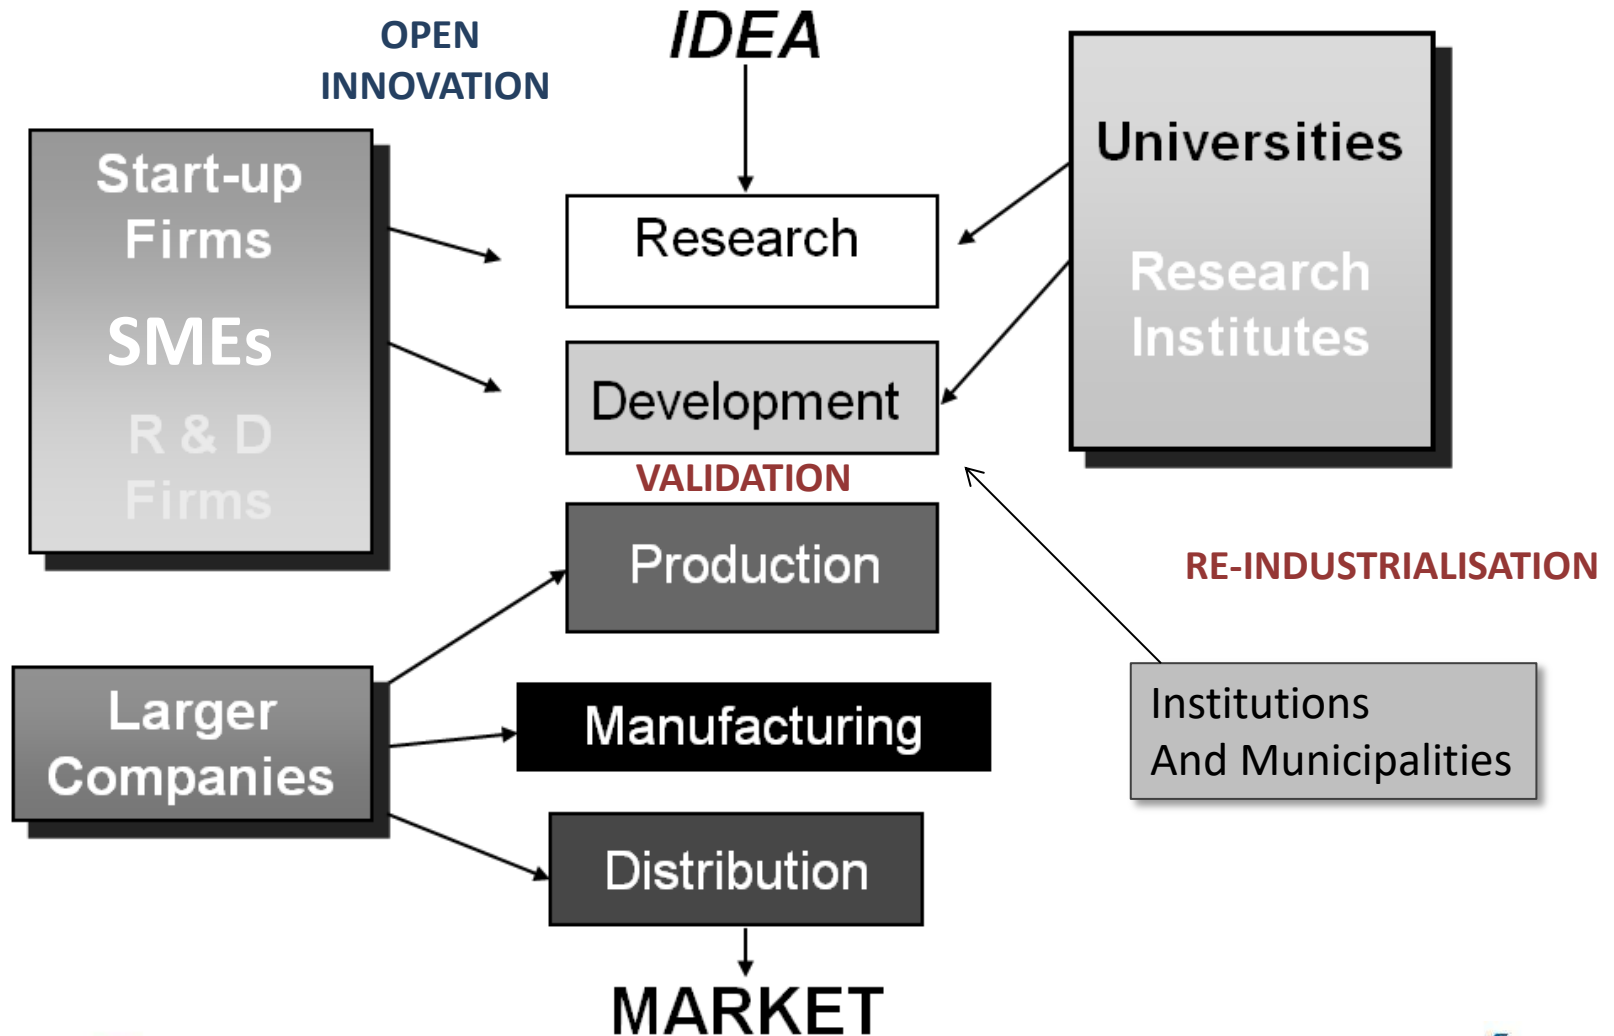 OPEN
INNOVATION
IDEA
Start-up
Firms
SMEs
R & D
Firms
Universities
Research
Institutes
Research
Development
VALIDATION
Production
RE-INDUSTRIALISATION
Larger
Companies
Manufacturing
Institutions
And Municipalities
Distribution
MARKET